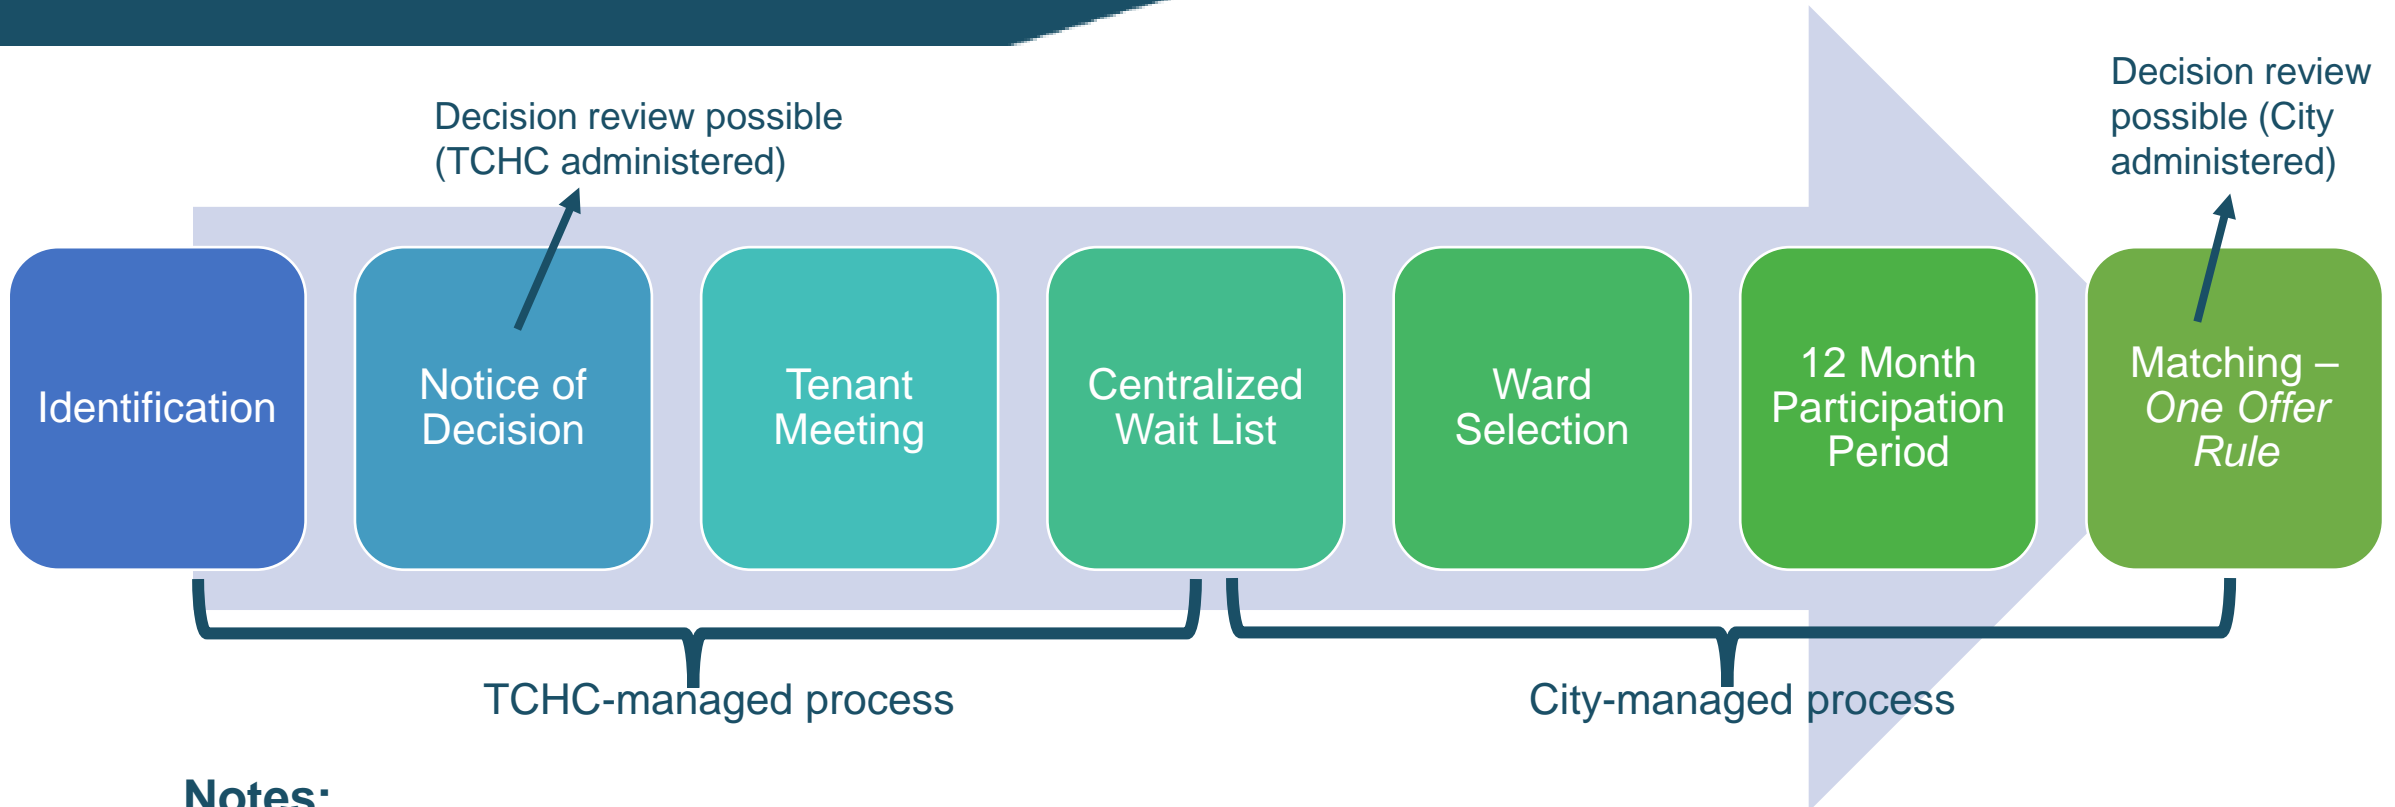 Decision review possible
(TCHC administered)
Decision review
possible (City
administered)
Identification
Notice of
Decision
Tenant
Meeting
Centralized
Wait List
Ward
Selection
12 Month
Participation
Period
Matching –
One Offer
Rule
TCHC-managed process
City-managed process
Notes: